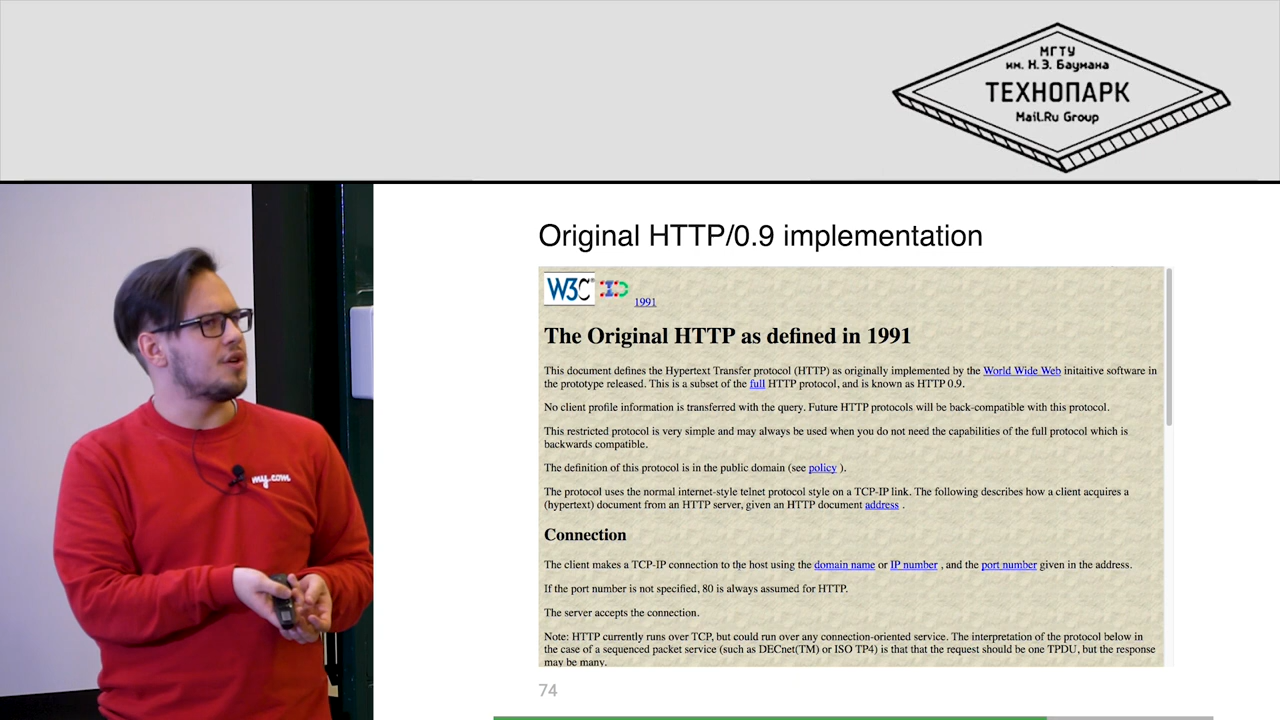 МГТУ
им. Н.Э. Баумана
ТЕХНОПАРК
Mail.Ru Group
Original HTTP/0.9 implementation
W3C®
1991
The Original HTTP as defined in 1991
This document defines the Hypertext Transfer protocol (HTTP) as originally implemented by the World Wide Web initaitive software in
the prototype released. This is a subset of the full HTTP protocol, and is known as HTTP 0.9.
No client profile information is transferred with the query. Future HTTP protocols will be back-compatible with this protocol.
This restricted protocol is very simple and may always be used when you do not need the capabilities of the full protocol which is
backwards compatible.
The definition of this protocol is in the public domain (see policy ).
The protocol uses the normal internet-style telnet protocol style on a TCP-IP link. The following describes how a client acquires a
(hypertext) document from an HTTP server, given an HTTP document address .
my.com
Connection
The client makes a TCP-IP connection to the host using the domain name or IP number , and the port number given in the address.
If the port number is not specified, 80 is always assumed for HTTP.
The server accepts the connection.
Note: HTTP currently runs over TCP, but could run over any connection-oriented service. The interpretation of the protocol below in
the case of a sequenced packet service (such as DECnet(TM) or ISO TP4) is that that the request should be one TPDU, but the response
may be many.
74